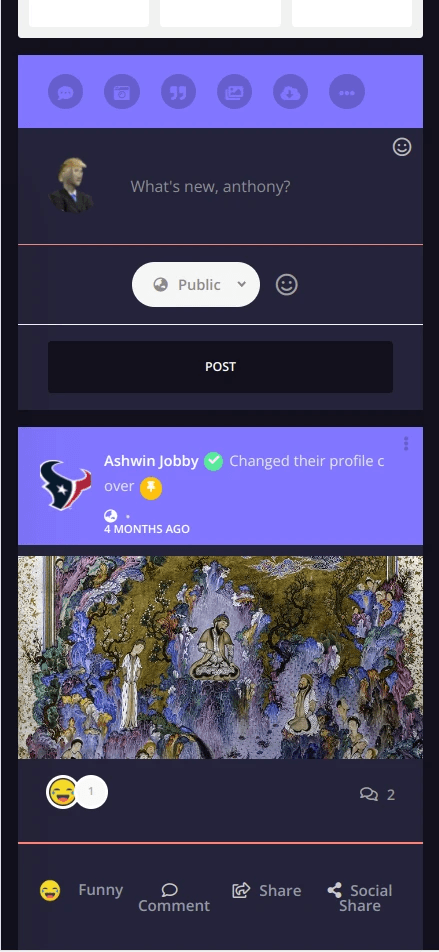 What's new, anthony?
Public
POST
Ashwin Jobby Changed their profile c
over
4 MONTHS AGO
1
2
Funny
Comment
Share
Social
Share